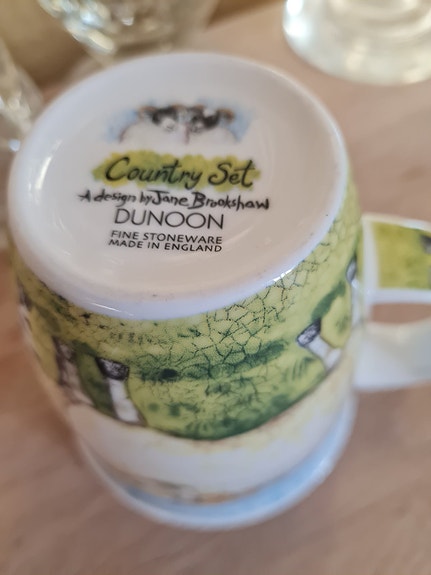 Country Set
A design by Jane Brookshaw
DUNOON
FINE STONEWARE
MADE IN ENGLAND